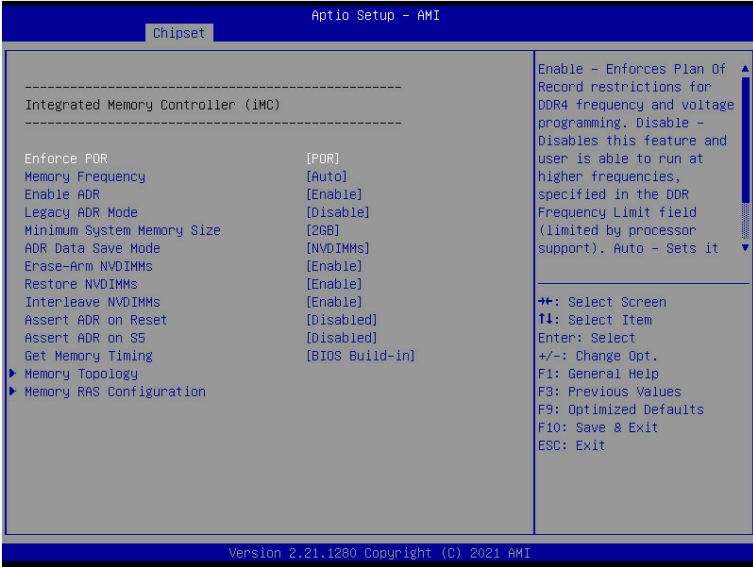 Aptio Setup – AMI
Chipset
------------------------------------------------
Integrated Memory Controller (iMC)
------------------------------------------------
Enforce POR [POR]
Memory Frequency [Auto]
Enable ADR [Enable]
Legacy ADR Mode [Disable]
Minimum System Memory Size [2GB]
ADR Data Save Mode [NVDIMMs]
Erase-Arm NVDIMMs [Enable]
Restore NVDIMMs [Enable]
Interleave NVDIMMs [Enable]
Assert ADR on Reset [Disabled]
Assert ADR on S5 [Disabled]
Get Memory Timing [BIOS Build-in]
Memory Topology
Memory RAS Configuration
Enable – Enforces Plan Of
Record restrictions for
DDR4 frequency and voltage
programming. Disable –
Disables this feature and
user is able to run at
higher frequencies,
specified in the DDR
Frequency Limit field
(limited by processor
support). Auto – Sets it
→←: Select Screen
↑↓: Select Item
Enter: Select
+/-: Change Opt.
F1: General Help
F3: Previous Values
F9: Optimized Defaults
F10: Save & Exit
ESC: Exit
Version 2.21.1280 Copyright (C) 2021 AMI